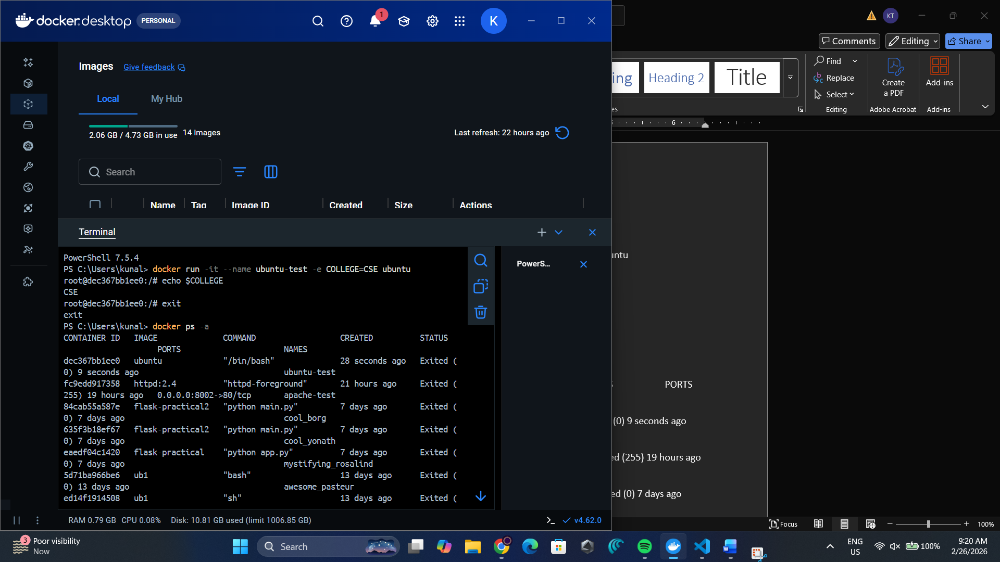 docker.desktop PERSONAL
1
K
KT
Comments
Editing
Share
Images Give feedback
Local My Hub
2.06 GB / 4.73 GB in use 14 images
Last refresh: 22 hours ago
Search
Name Tag Image ID Created Size Actions
Terminal
PowerShell 7.5.4
PS C:\Users\kunal> docker run -it --name ubuntu-test -e COLLEGE=CSE ubuntu
root@dec367bb1ee0:/# echo $COLLEGE
CSE
root@dec367bb1ee0:/# exit
exit
PS C:\Users\kunal> docker ps -a
CONTAINER ID IMAGE COMMAND CREATED STATUS
PORTS NAMES
dec367bb1ee0 ubuntu "/bin/bash" 28 seconds ago Exited (
0) 9 seconds ago ubuntu-test
fc9edd917358 httpd:2.4 "httpd-foreground" 21 hours ago Exited (
255) 19 hours ago 0.0.0.0:8002->80/tcp apache-test
84cab55a587e flask-practical2 "python main.py" 7 days ago Exited (
0) 7 days ago cool_borg
635f3b18ef67 flask-practical2 "python main.py" 7 days ago Exited (
0) 7 days ago cool_yonath
eaedf04c1420 flask-practical "python app.py" 7 days ago Exited (
0) 7 days ago mystifying_rosalind
5d71ba966be6 ub1 "bash" 13 days ago Exited (
0) 13 days ago awesome_pasteur
ed14f1914508 ub1 "sh" 13 days ago Exited (
PowerS...
RAM 0.79 GB CPU 0.08% Disk: 10.81 GB used (limit 1006.85 GB)
v4.62.0
ing
Heading 2
Title
es
Find
Replace
Select
Editing
Create
a PDF
Adobe Acrobat
Add-ins
Add-ins
6
untu
PORTS
(0) 9 seconds ago
ed (255) 19 hours ago
ed (0) 7 days ago
Focus
100%
3
Poor visibility
Now
Search
ENG
US
100%
9:20 AM
2/26/2026